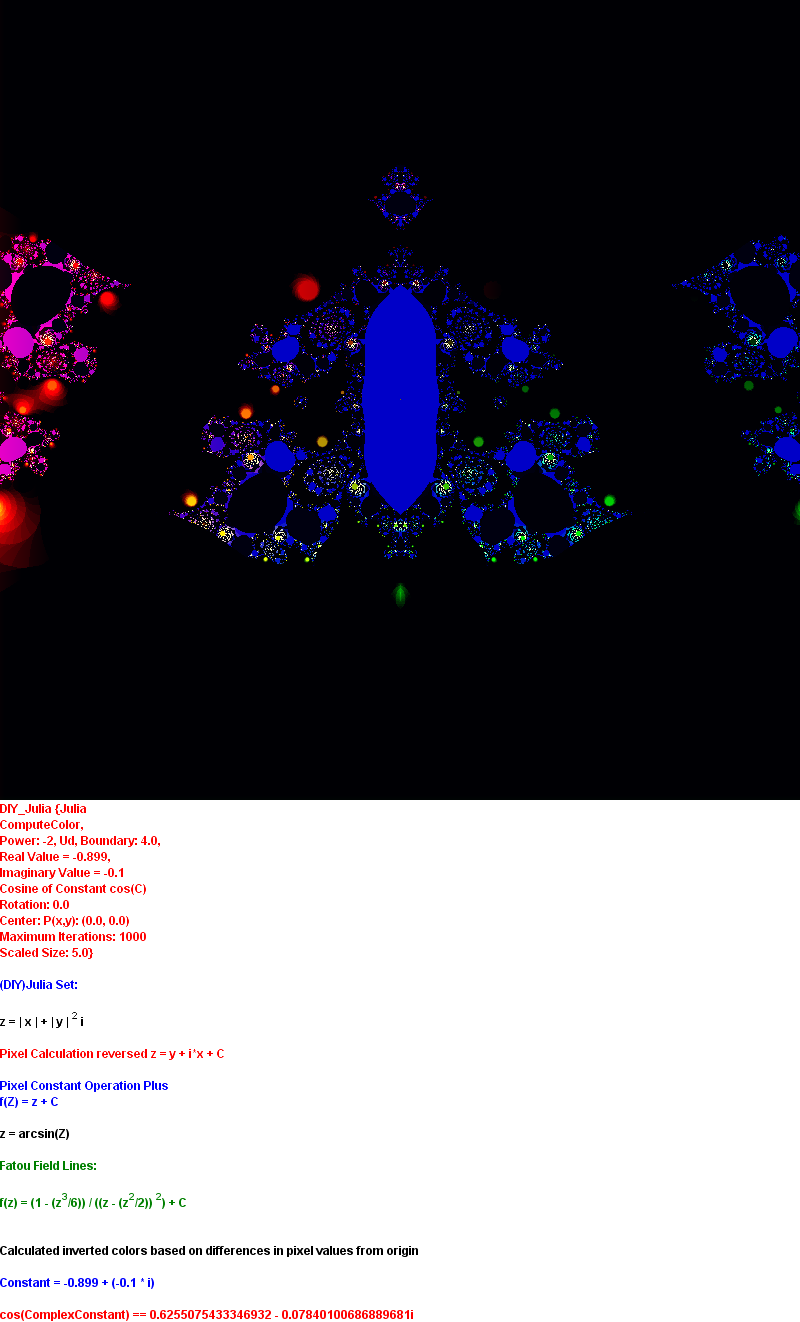 DIY_Julia {Julia
ComputeColor,
Power: -2, Ud, Boundary: 4.0,
Real Value = -0.899,
Imaginary Value = -0.1
Cosine of Constant cos(C)
Rotation: 0.0
Center: P(x,y): (0.0, 0.0)
Maximum Iterations: 1000
Scaled Size: 5.0}
(DIY)Julia Set:
z = | x | + | y | ² i
Pixel Calculation reversed z = y + i*x + C
Pixel Constant Operation Plus
f(Z) = z + C
z = arcsin(Z)
Fatou Field Lines:
f(z) = (1 - (z³/6)) / ((z - (z²/2)) ²) + C
Calculated inverted colors based on differences in pixel values from origin
Constant = -0.899 + (-0.1 * i)
cos(ComplexConstant) == 0.6255075433346932 - 0.07840100686889681i